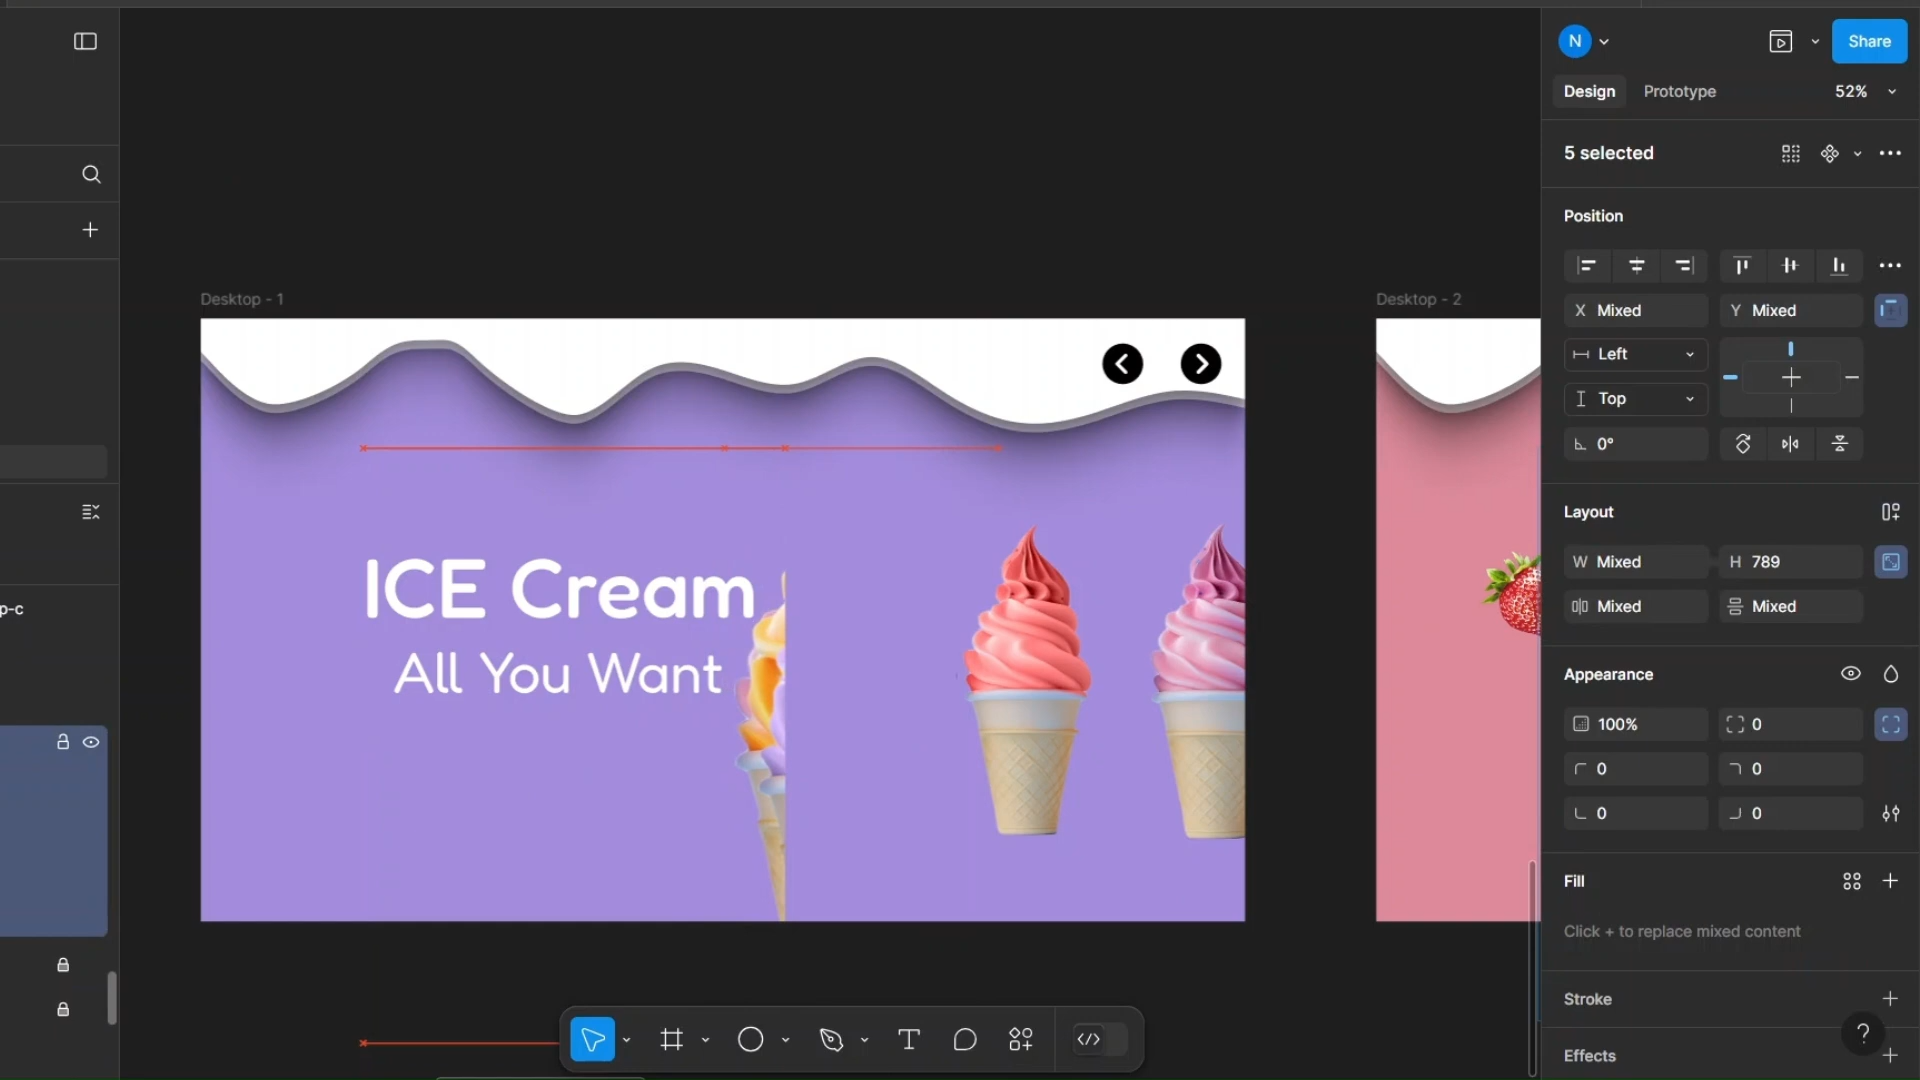 N
Share
Design Prototype 52%
5 selected
Position
X Mixed Y Mixed
Left
Top
0°
Layout
W Mixed H 789
Mixed Mixed
Appearance
100% 0
0 0
0 0
Fill
Click + to replace mixed content
Stroke
Effects
?
p-c
Desktop - 1
Desktop - 2
ICE Cream
All You Want